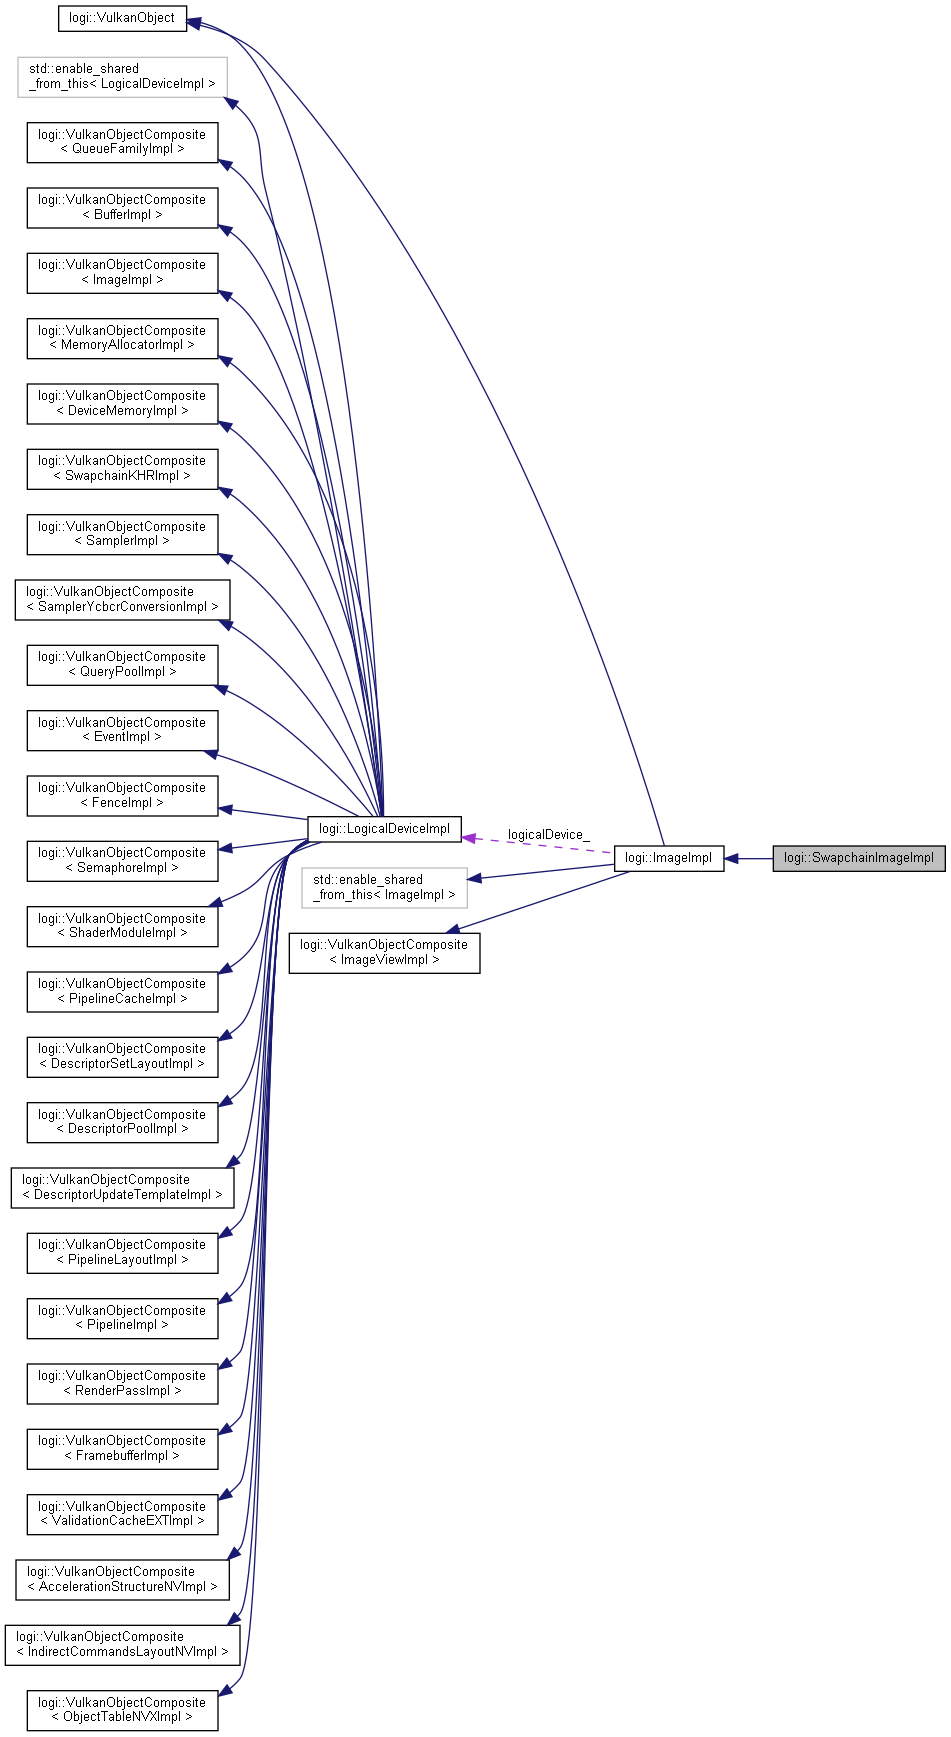 logi::VulkanObject
std::enable_shared
_from_this< LogicalDeviceImpl >
logi::VulkanObjectComposite
< QueueFamilyImpl >
logi::VulkanObjectComposite
< BufferImpl >
logi::VulkanObjectComposite
< ImageImpl >
logi::VulkanObjectComposite
< MemoryAllocatorImpl >
logi::VulkanObjectComposite
< DeviceMemoryImpl >
logi::VulkanObjectComposite
< SwapchainKHRImpl >
logi::VulkanObjectComposite
< SamplerImpl >
logi::VulkanObjectComposite
< SamplerYcbcrConversionImpl >
logi::VulkanObjectComposite
< QueryPoolImpl >
logi::VulkanObjectComposite
< EventImpl >
logi::VulkanObjectComposite
< FenceImpl >
logi::LogicalDeviceImpl
logicalDevice_
logi::ImageImpl
logi::SwapchainImageImpl
logi::VulkanObjectComposite
< SemaphoreImpl >
std::enable_shared
_from_this< ImageImpl >
logi::VulkanObjectComposite
< ShaderModuleImpl >
logi::VulkanObjectComposite
< ImageViewImpl >
logi::VulkanObjectComposite
< PipelineCacheImpl >
logi::VulkanObjectComposite
< DescriptorSetLayoutImpl >
logi::VulkanObjectComposite
< DescriptorPoolImpl >
logi::VulkanObjectComposite
< DescriptorUpdateTemplateImpl >
logi::VulkanObjectComposite
< PipelineLayoutImpl >
logi::VulkanObjectComposite
< PipelineImpl >
logi::VulkanObjectComposite
< RenderPassImpl >
logi::VulkanObjectComposite
< FramebufferImpl >
logi::VulkanObjectComposite
< ValidationCacheEXTImpl >
logi::VulkanObjectComposite
< AccelerationStructureNVImpl >
logi::VulkanObjectComposite
< IndirectCommandsLayoutNVImpl >
logi::VulkanObjectComposite
< ObjectTableNVXImpl >